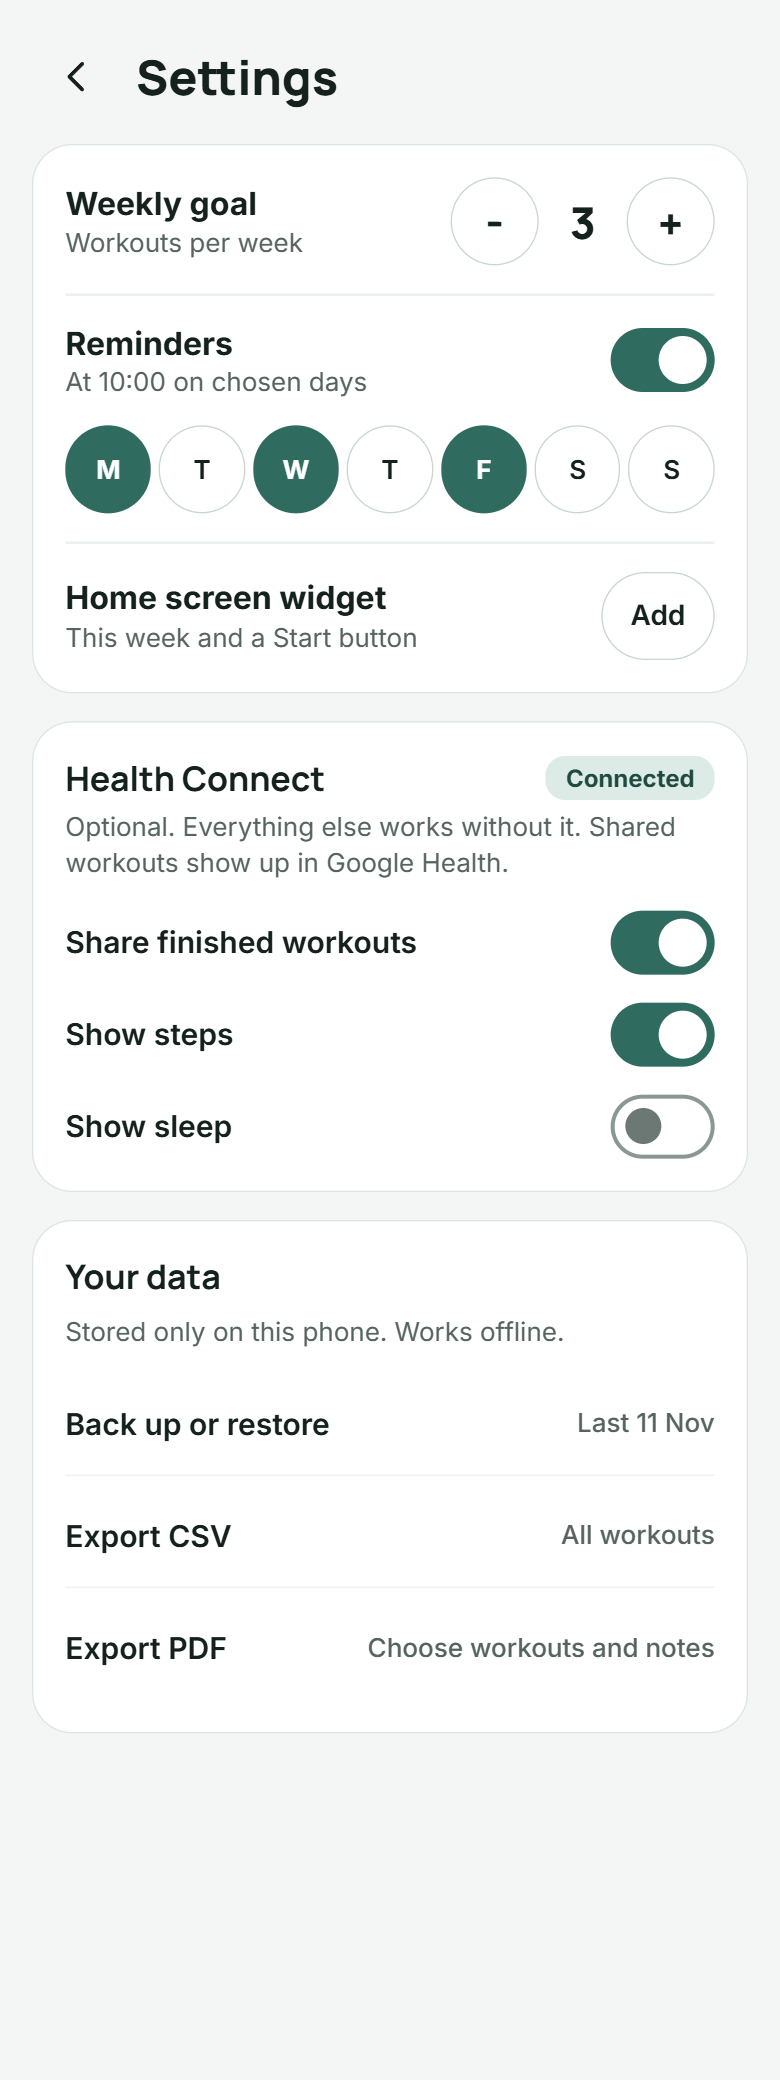 Settings
Weekly goal
Workouts per week
- 3 +
Reminders
At 10:00 on chosen days
M T W T F S S
Home screen widget
This week and a Start button
Add
Health Connect
Connected
Optional. Everything else works without it. Shared
workouts show up in Google Health.
Share finished workouts
Show steps
Show sleep
Your data
Stored only on this phone. Works offline.
Back up or restore
Last 11 Nov
Export CSV
All workouts
Export PDF
Choose workouts and notes